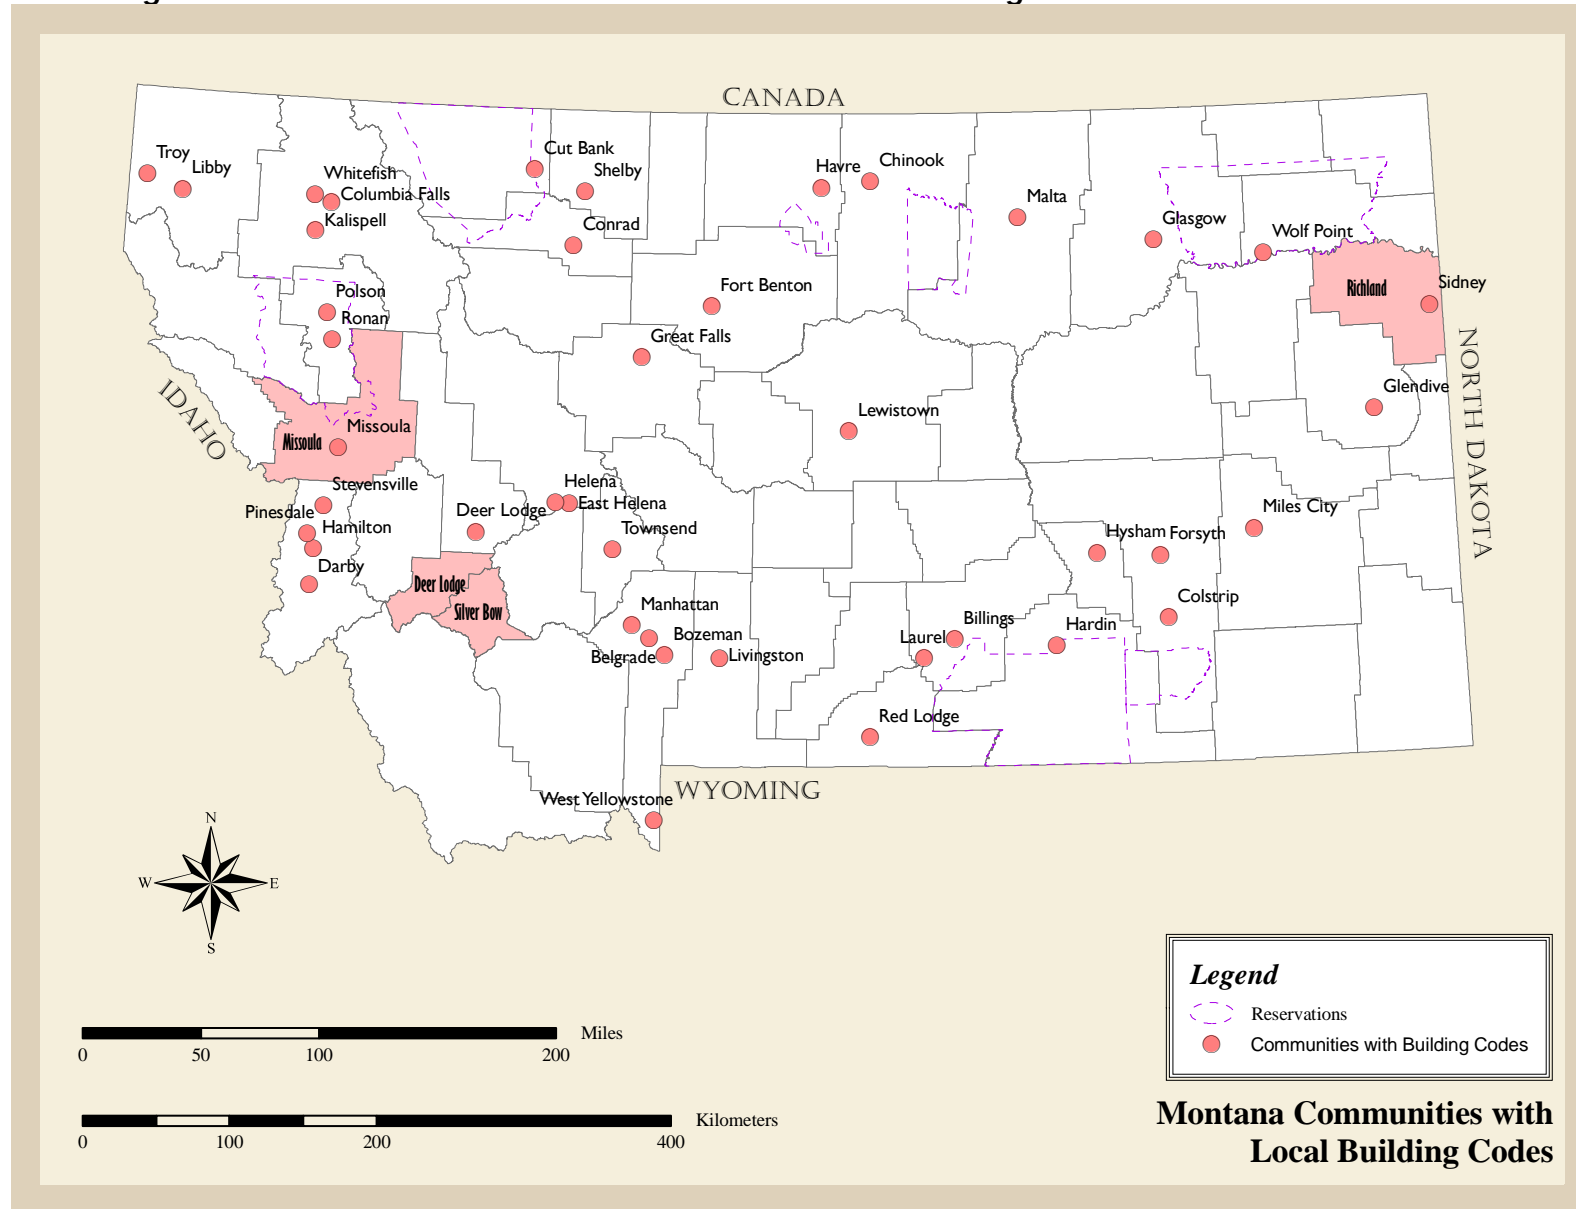 CANADA
Troy
Libby
Whitefish
Columbia Falls
Kalispell
Cut Bank
Shelby
Conrad
Havre
Chinook
Malta
Glasgow
Wolf Point
Richland
Sidney
Polson
Ronan
Fort Benton
Great Falls
NORTH DAKOTA
IDAHO
Glendive
Lewistown
Missoula
Missoula
Stevensville
Pinesdale
Hamilton
Darby
Deer Lodge
Helena
East Helena
Townsend
Miles City
Hysham
Forsyth
Colstrip
Deer Lodge
Silver Bow
Manhattan
Bozeman
Belgrade
Livingston
Laurel
Billings
Hardin
Red Lodge
West Yellowstone
WYOMING
N
W
E
S
Legend
Reservations
Communities with Building Codes
Miles
0 50 100 200
Kilometers
0 100 200 400
Montana Communities with
Local Building Codes